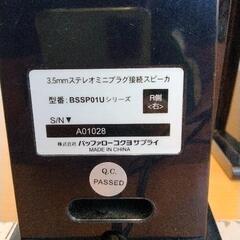 3.5mmステレオミニプラグ接続スピーカ
型番:BSSP01Uシリーズ
R側
<右>
S/N▼
A01028
株式会社 バッファローコクヨサプライ
MADE IN CHINA
Q.C.
PASSED